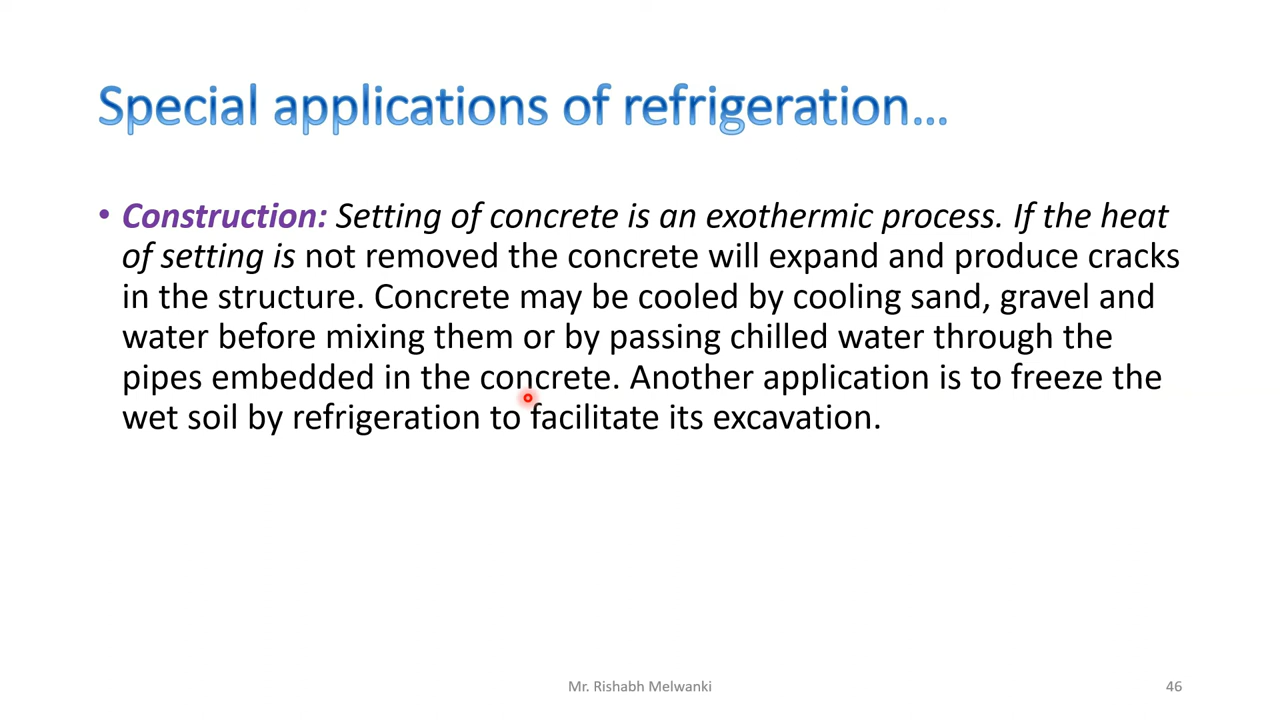 Special applications of refrigeration…
• Construction: Setting of concrete is an exothermic process. If the heat
of setting is not removed the concrete will expand and produce cracks
in the structure. Concrete may be cooled by cooling sand, gravel and
water before mixing them or by passing chilled water through the
pipes embedded in the concrete. Another application is to freeze the
wet soil by refrigeration to facilitate its excavation.
Mr. Rishabh Melwanki
46